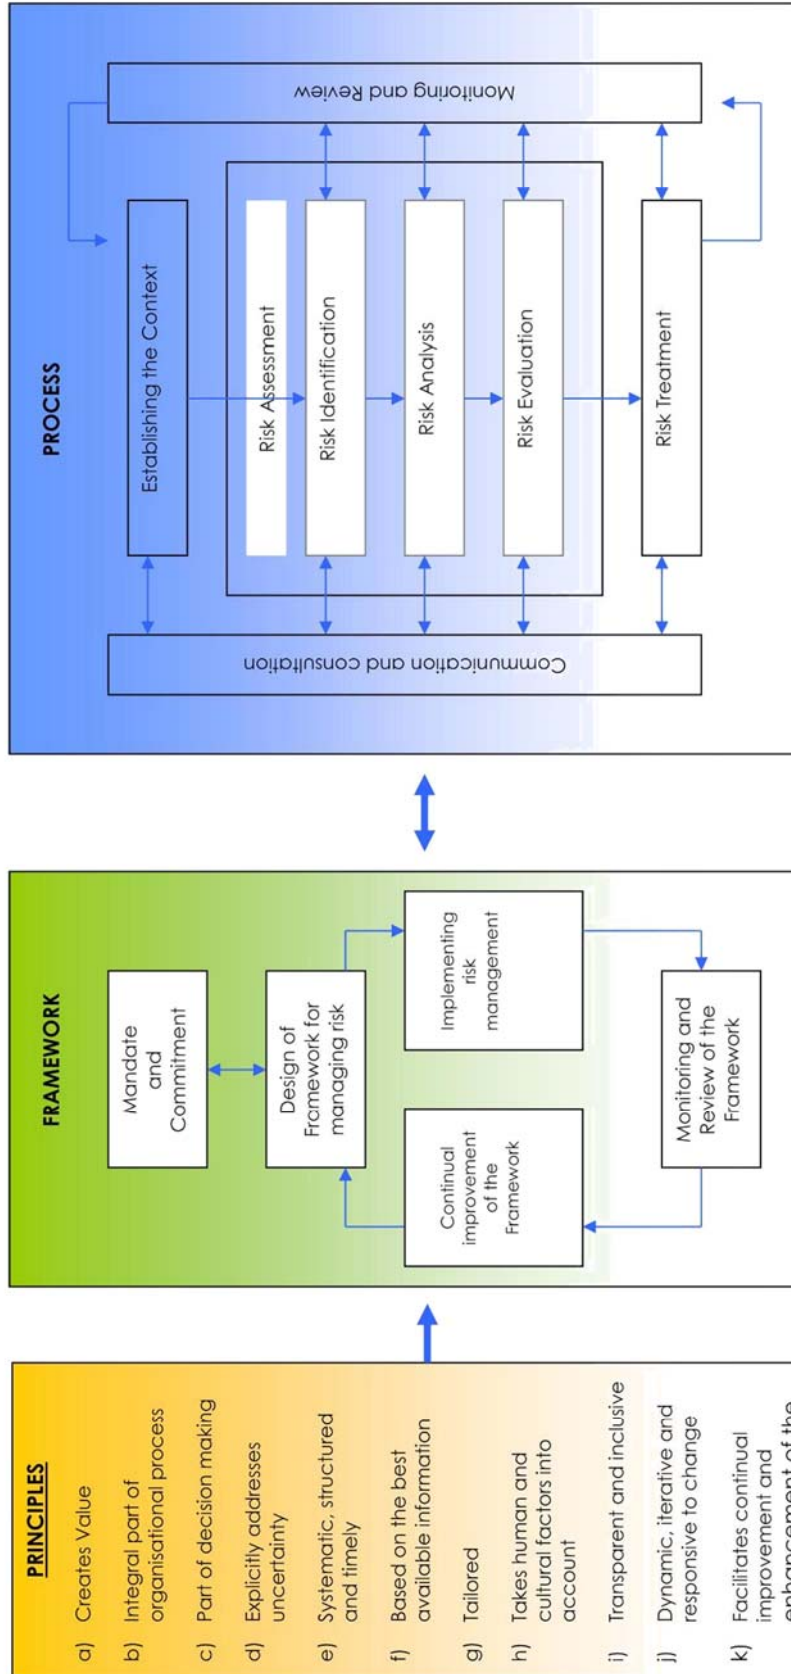 PRINCIPLES
a) Creates Value
b) Integral part of
organisational process
c) Part of decision making
d) Explicitly addresses
uncertainty
e) Systematic, structured
and timely
f) Based on the best
available information
g) Tailored
h) Takes human and
cultural factors into
account
i) Transparent and inclusive
j) Dynamic, iterative and
responsive to change
k) Facilitates continual
improvement and
enhancement of the
FRAMEWORK
Mandate
and
Commitment
Design of
Frcmework for
managing risk
Continual
improvement
of the
Framework
Implementing
risk
management
Monitoring and
Review of the
Framework
PROCESS
Communication and consultation
Establishing the Context
Risk Assessment
Risk Identification
Risk Analysis
Risk Evaluation
Risk Treatment
Monitoring and Review